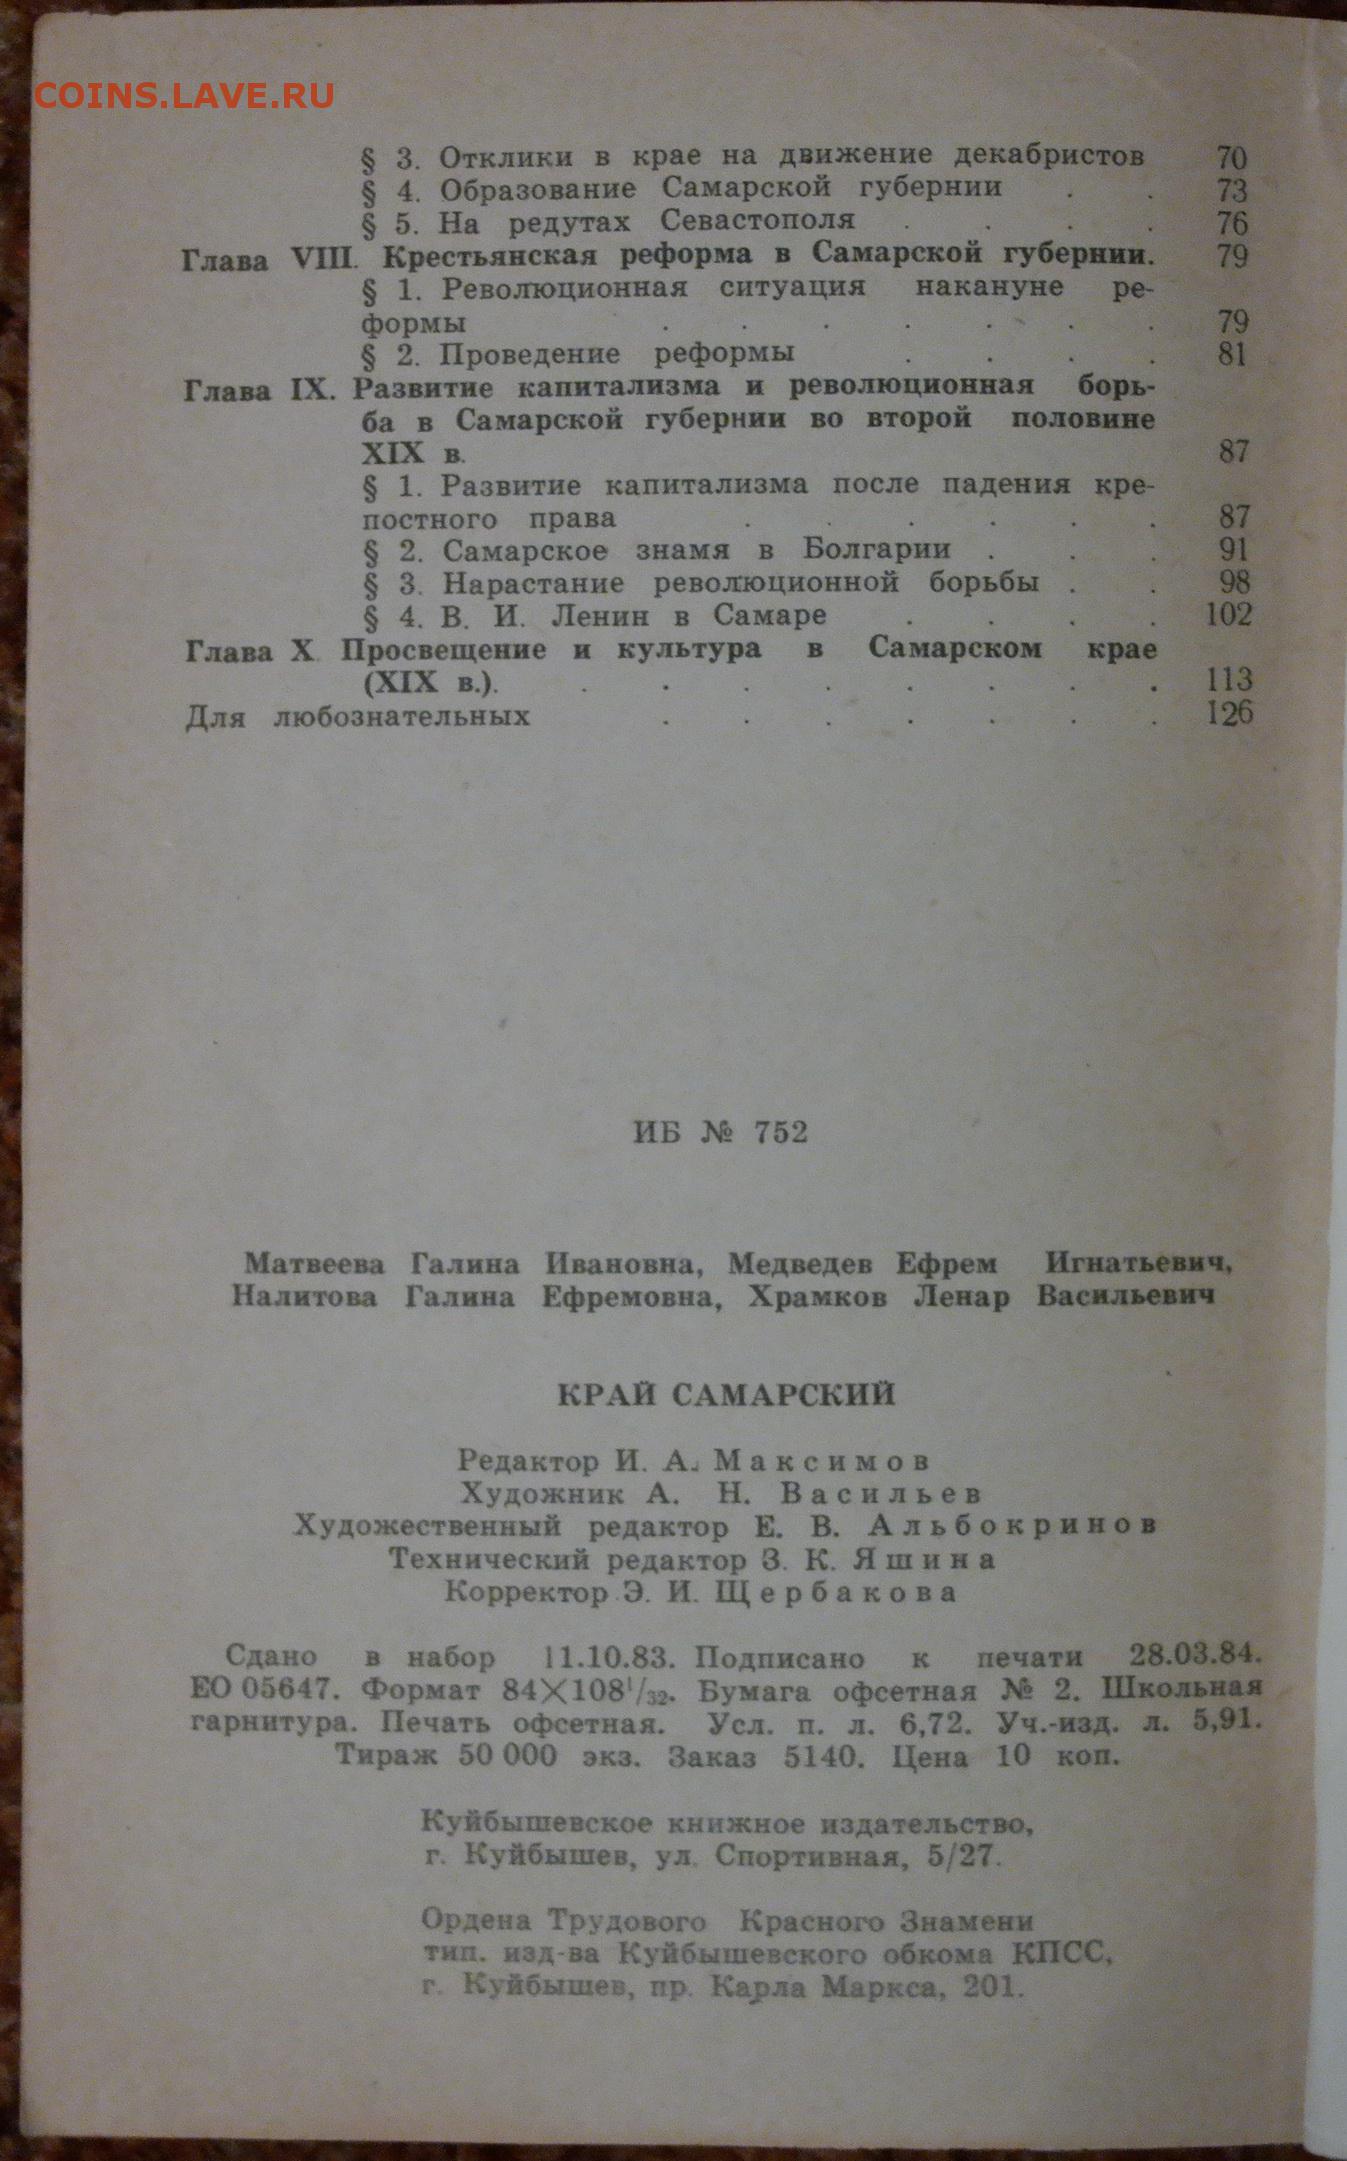 COINS.LAVE.RU
§ 3. Отклики в крае на движение декабристов 70
§ 4. Образование Самарской губернии . . 73
§ 5. На редутах Севастополя . . . . 76
Глава VIII. Крестьянская реформа в Самарской губернии. 79
§ 1. Революционная ситуация накануне ре-
формы . . . . . . . 79
§ 2. Проведение реформы . . . . 81
Глава IX. Развитие капитализма и революционная борь-
ба в Самарской губернии во второй половине
XIX в. 87
§ 1. Развитие капитализма после падения кре-
постного права . . . . . . 87
§ 2. Самарское знамя в Болгарии . . . 91
§ 3. Нарастание революционной борьбы . . 98
§ 4. В. И. Ленин в Самаре . . . . 102
Глава X. Просвещение и культура в Самарском крае
(XIX в.). . . . . . . . . 113
Для любознательных . . . . . . . 126
ИБ № 752
Матвеева Галина Ивановна, Медведев Ефрем Игнатьевич,
Налитова Галина Ефремовна, Храмков Ленар Васильевич
КРАЙ САМАРСКИЙ
Редактор И. А. Максимов
Художник А. Н. Васильев
Художественный редактор Е. В. Альбокринов
Технический редактор З. К. Яшина
Корректор Э. И. Щербакова
Сдано в набор 11.10.83. Подписано к печати 28.03.84.
ЕО 05647. Формат 84×108¹/₃₂. Бумага офсетная № 2. Школьная
гарнитура. Печать офсетная. Усл. п. л. 6,72. Уч.-изд. л. 5,91.
Тираж 50 000 экз. Заказ 5140. Цена 10 коп.
Куйбышевское книжное издательство,
г. Куйбышев, ул. Спортивная, 5/27.
Ордена Трудового Красного Знамени
тип. изд-ва Куйбышевского обкома КПСС,
г. Куйбышев, пр. Карла Маркса, 201.